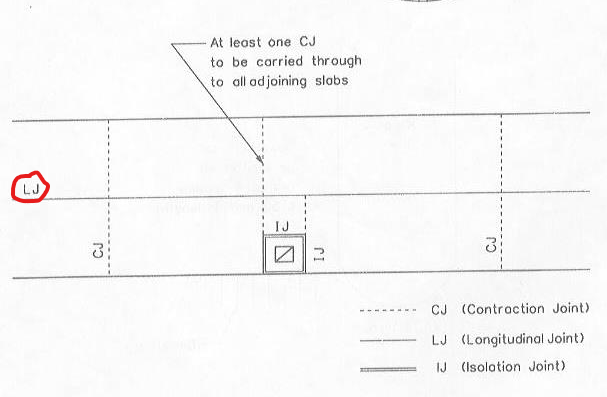 At least one CJ
to be carried through
to all adjoining slabs
LJ
IJ
CJ
IJ
CJ
CJ (Contraction Joint)
LJ (Longitudinal Joint)
IJ (Isolation Joint)